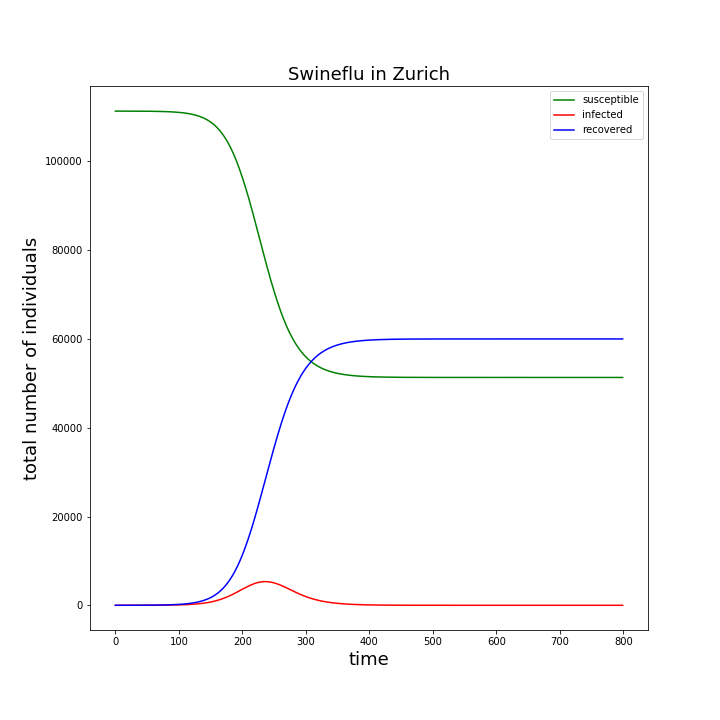 Swineflu in Zurich
susceptible
infected
recovered
total number of individuals
100000
80000
60000
40000
20000
0
0 100 200 300 400 500 600 700 800
time